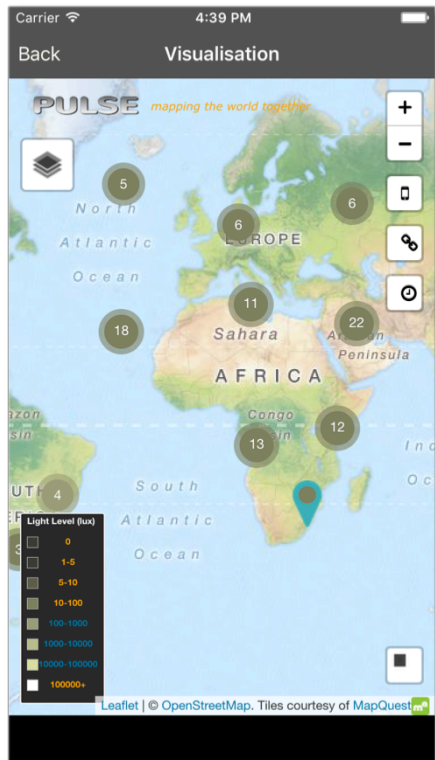 Carrier 4:39 PM
Back Visualisation
PULSE mapping the world together
+
−
5
6
North
6
EUROPE
Atlantic
Ocean
11
18
22
Sahara
Arabian
Peninsula
AFRICA
Congo
12
13
4
South
Atlantic
Ocean
Light Level (lux)
0
1-5
5-10
10-100
100-1000
1000-10000
10000-100000
100000+
Leaflet | © OpenStreetMap. Tiles courtesy of MapQuest